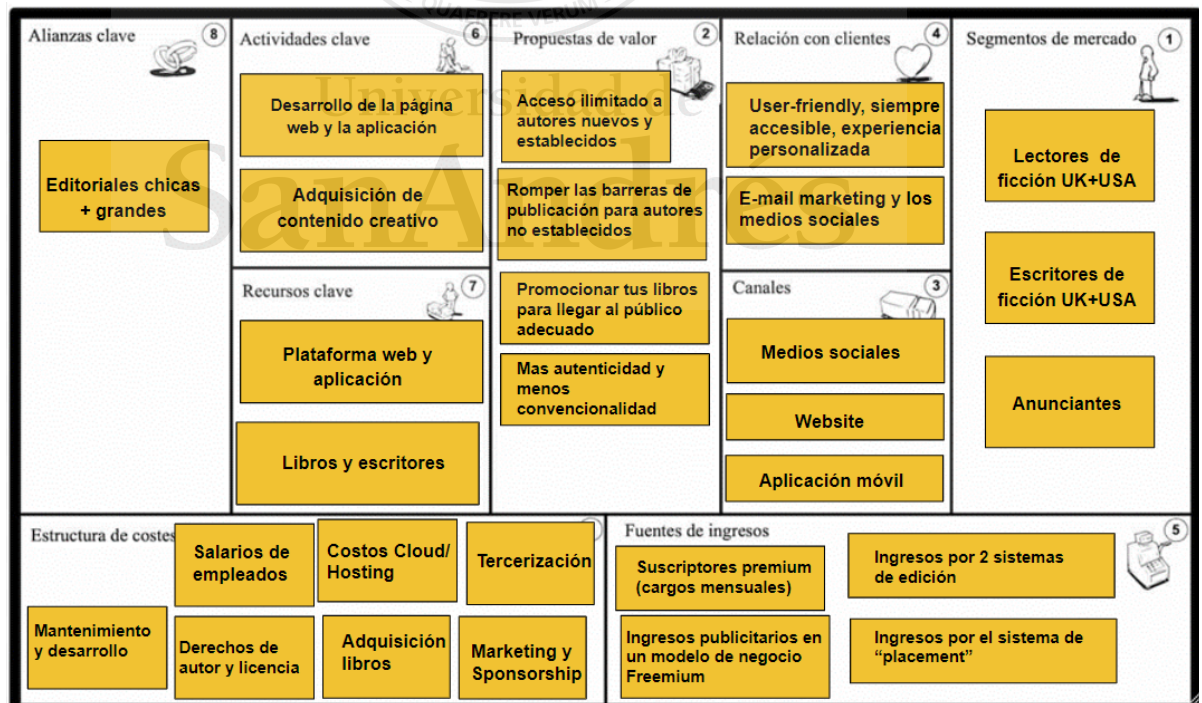 QUAERERE VERUM
Universidad de
SanAndrés
Alianzas clave
8
Editoriales chicas
+ grandes
Actividades clave
6
Desarrollo de la página
web y la aplicación
Adquisición de
contenido creativo
Recursos clave
7
Plataforma web y
aplicación
Libros y escritores
Propuestas de valor
2
Acceso ilimitado a
autores nuevos y
establecidos
Romper las barreras de
publicación para autores
no establecidos
Promocionar tus libros
para llegar al público
adecuado
Mas autenticidad y
menos
convencionalidad
Relación con clientes
4
User-friendly, siempre
accesible, experiencia
personalizada
E-mail marketing y los
medios sociales
Canales
3
Medios sociales
Website
Aplicación móvil
Segmentos de mercado
1
Lectores de
ficción UK+USA
Escritores de
ficción UK+USA
Anunciantes
Estructura de costes
Salarios de
empleados
Costos Cloud/
Hosting
Tercerización
Mantenimiento
y desarrollo
Derechos de
autor y licencia
Adquisición
libros
Marketing y
Sponsorship
Fuentes de ingresos
5
Suscriptores premium
(cargos mensuales)
Ingresos por 2 sistemas
de edición
Ingresos publicitarios en
un modelo de negocio
Freemium
Ingresos por el sistema de
“placement”